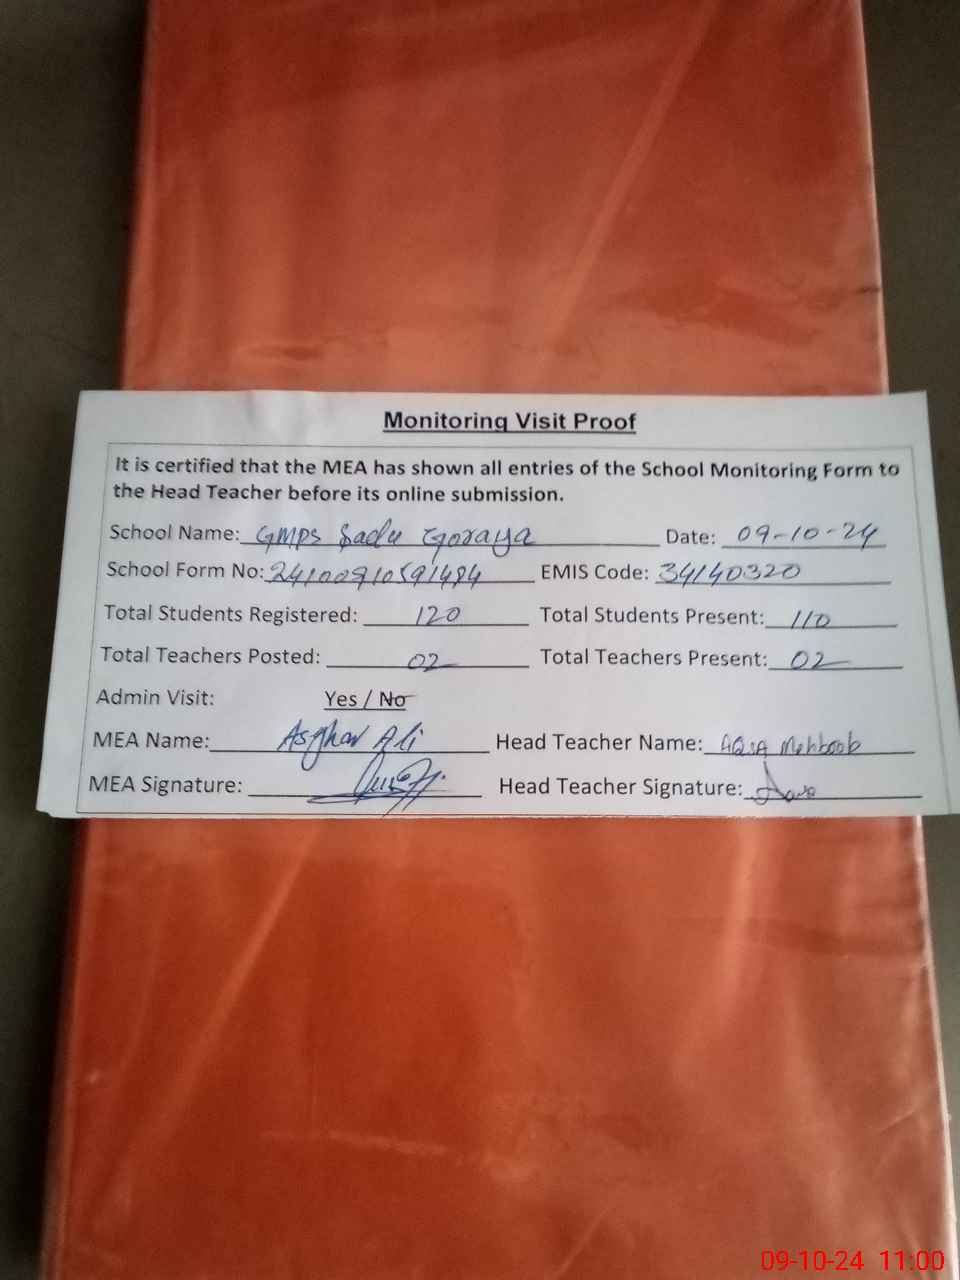 Monitoring Visit Proof
It is certified that the MEA has shown all entries of the School Monitoring Form to
the Head Teacher before its online submission.
School Name: GMPS Sadu Goraya Date: 09-10-24
School Form No: 24100910591484 EMIS Code: 34140320
Total Students Registered: 120 Total Students Present: 110
Total Teachers Posted: 02 Total Teachers Present: 02
Admin Visit: Yes / No
MEA Name: Asghar Ali Head Teacher Name: AQSA Mehboob
MEA Signature: Head Teacher Signature:
09-10-24 11:00